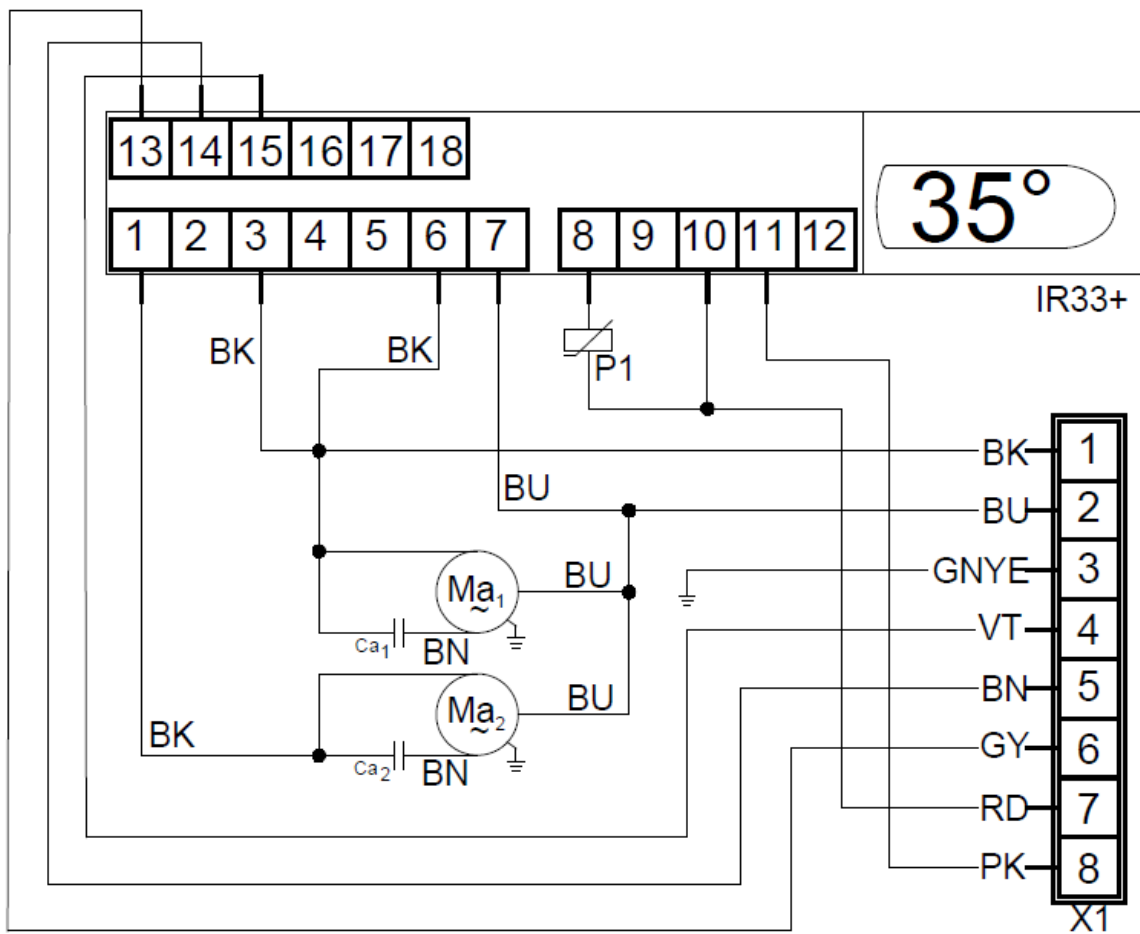 13 14 15 16 17 18
35°
1 2 3 4 5 6 7 8 9 10 11 12
IR33+
BK BK P1
BK 1
BU BU 2
GNYE 3
Ma1 ~ BU
VT 4
Ca1 BN
BN 5
Ma2 ~ BU
BK GY 6
Ca2 BN
RD 7
PK 8
X1